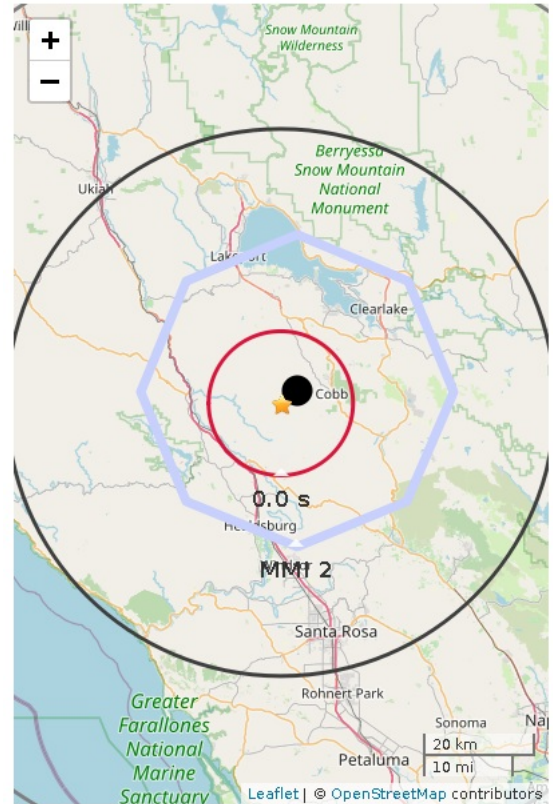 +
Snow Mountain
Wilderness
−
Berryessa
Snow Mountain
National
Monument
Ukiah
Lakeport
Clearlake
Cobb
0.0 s
Healdsburg
MMI 2
Santa Rosa
Rohnert Park
Greater
Farallones
National
Marine
Sanctuary
Sonoma
20 km
10 mi
Petaluma
Leaflet | © OpenStreetMap contributors